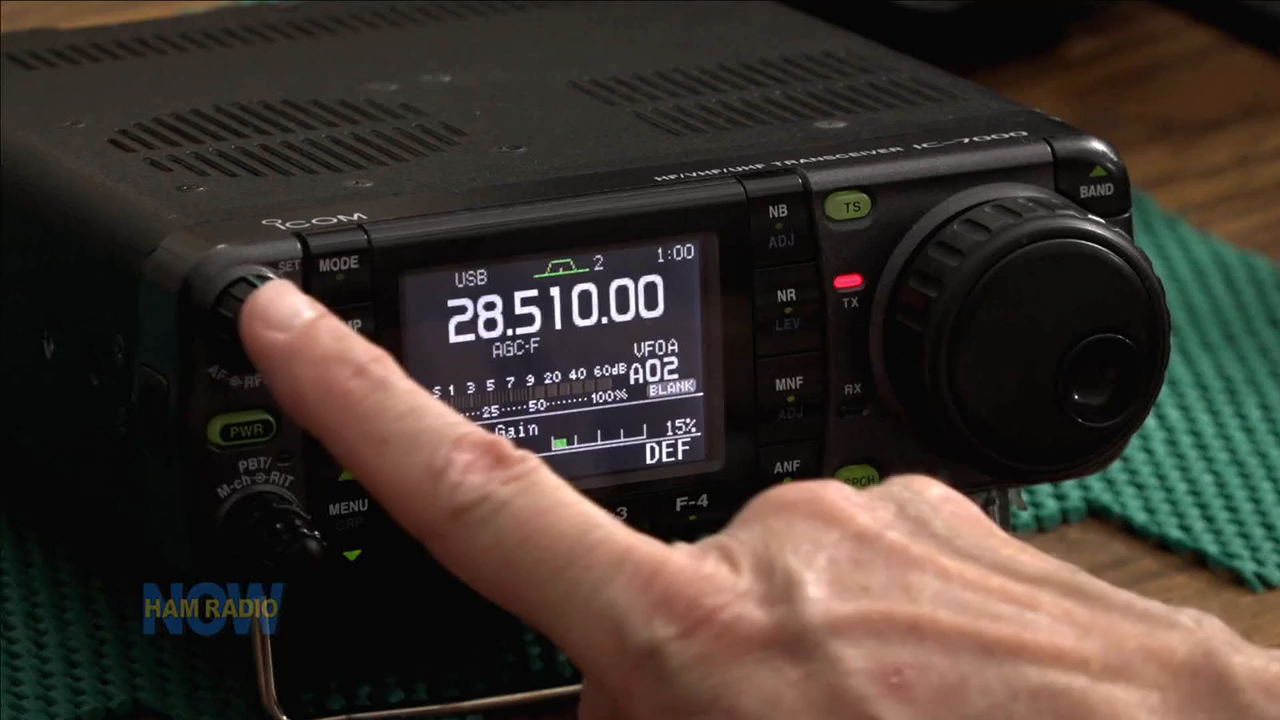 HF/VHF/UHF TRANSCEIVER IC-7000
ICOM
BAND
SET
MODE
NB
ADJ
TS
USB
2
1:00
28.510.00
TX
NR
LEV
AGC-F
VFOA
A02
BLANK
AF RF
S 1 3 5 7 9 20 40 60dB
25 50 100%
MNF
ADJ
RX
PWR
Gain
15%
DEF
PBT/
M-ch RIT
ANF
SPCH
MENU
GRP
F-4
NOW
HAM RADIO